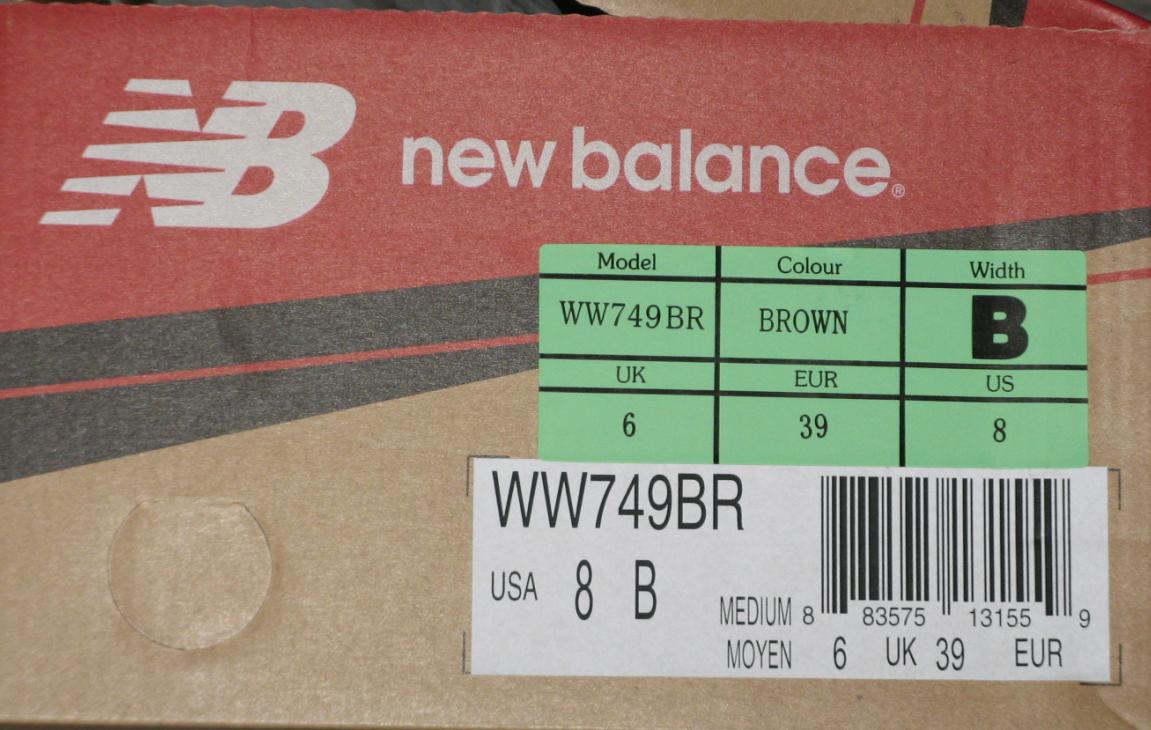 NB new balance®
Model Colour Width
WW749BR BROWN B
UK EUR US
6 39 8
WW749BR
USA 8 B
MEDIUM 8 83575 13155 9
MOYEN 6 UK 39 EUR